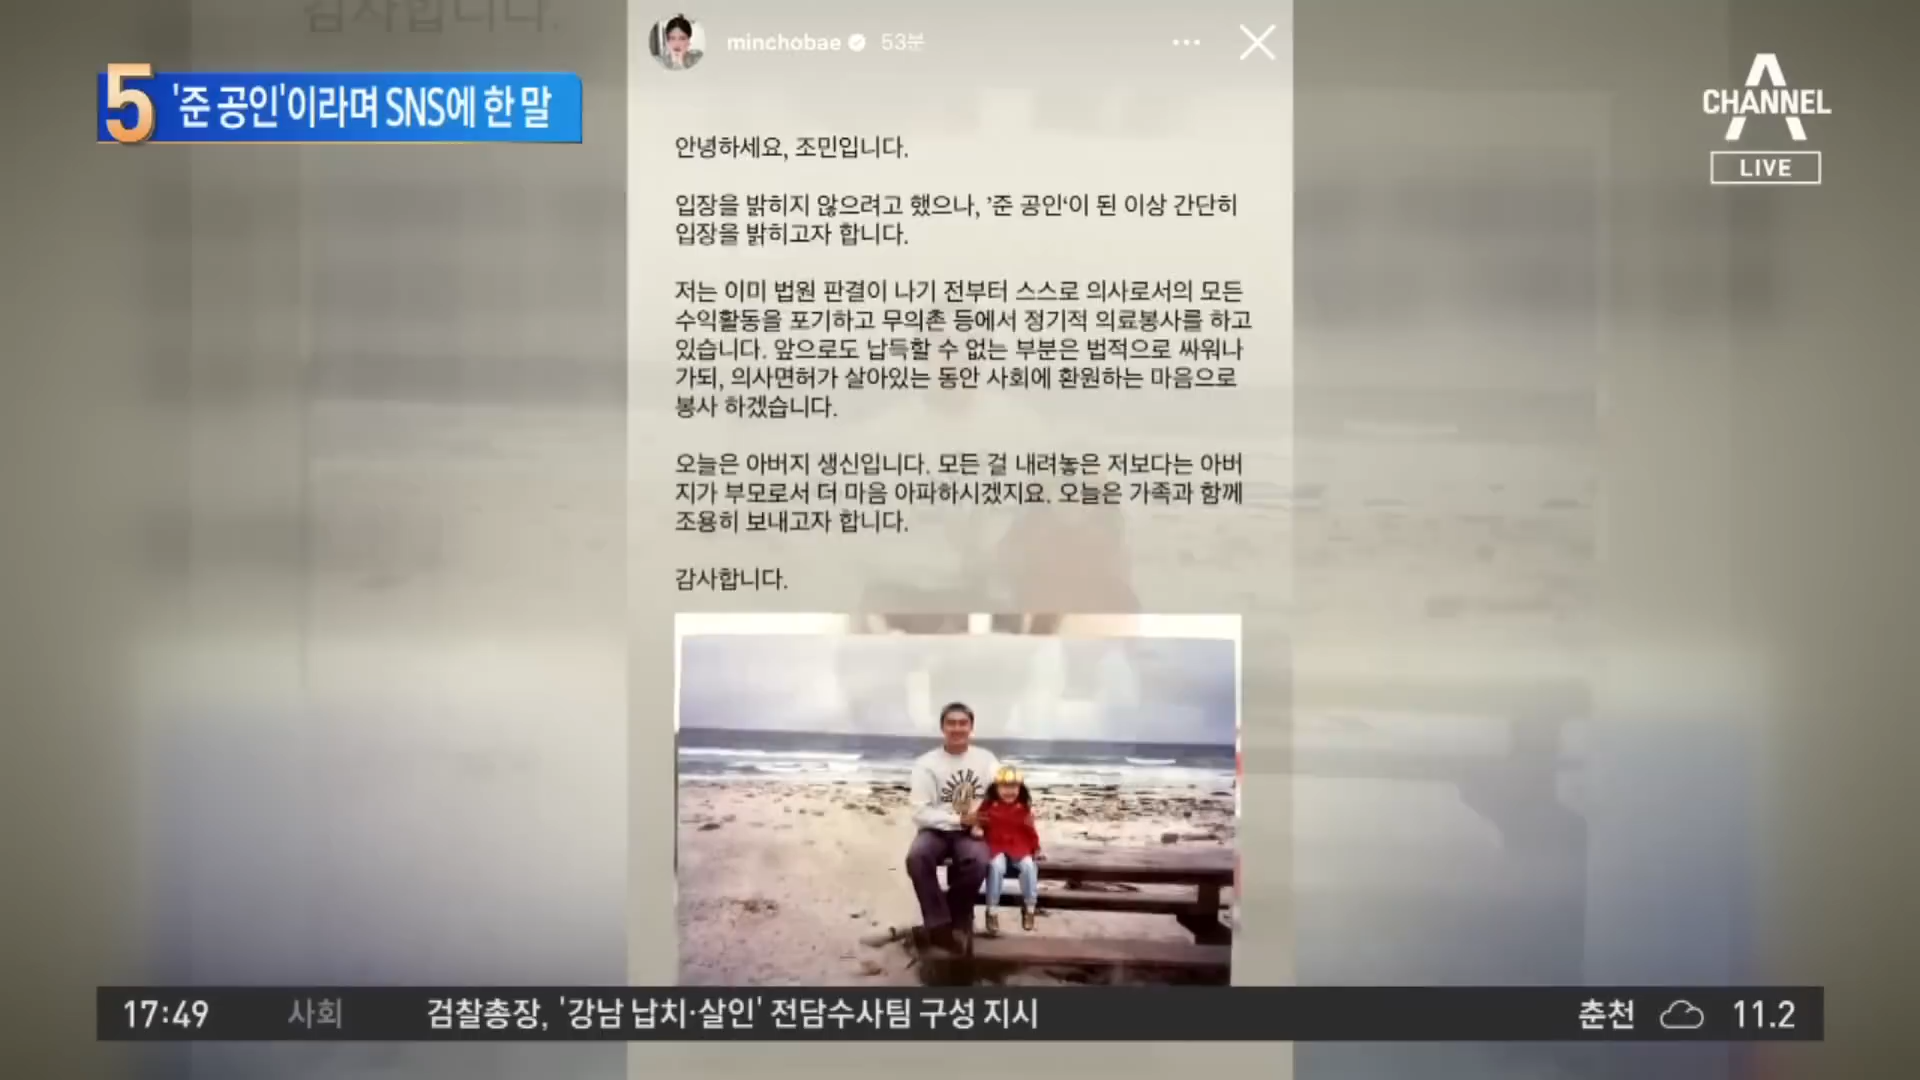 감사합니다.
minchobae 53분
5 '준 공인'이라며 SNS에 한 말
CHANNEL A
LIVE
안녕하세요, 조민입니다.
입장을 밝히지 않으려고 했으나, ’준 공인‘이 된 이상 간단히
입장을 밝히고자 합니다.
저는 이미 법원 판결이 나기 전부터 스스로 의사로서의 모든
수익활동을 포기하고 무의촌 등에서 정기적 의료봉사를 하고
있습니다. 앞으로도 납득할 수 없는 부분은 법적으로 싸워나
가되, 의사면허가 살아있는 동안 사회에 환원하는 마음으로
봉사 하겠습니다.
오늘은 아버지 생신입니다. 모든 걸 내려놓은 저보다는 아버
지가 부모로서 더 마음 아파하시겠지요. 오늘은 가족과 함께
조용히 보내고자 합니다.
감사합니다.
17:49 사회 검찰총장, '강남 납치·살인' 전담수사팀 구성 지시 춘천 11.2